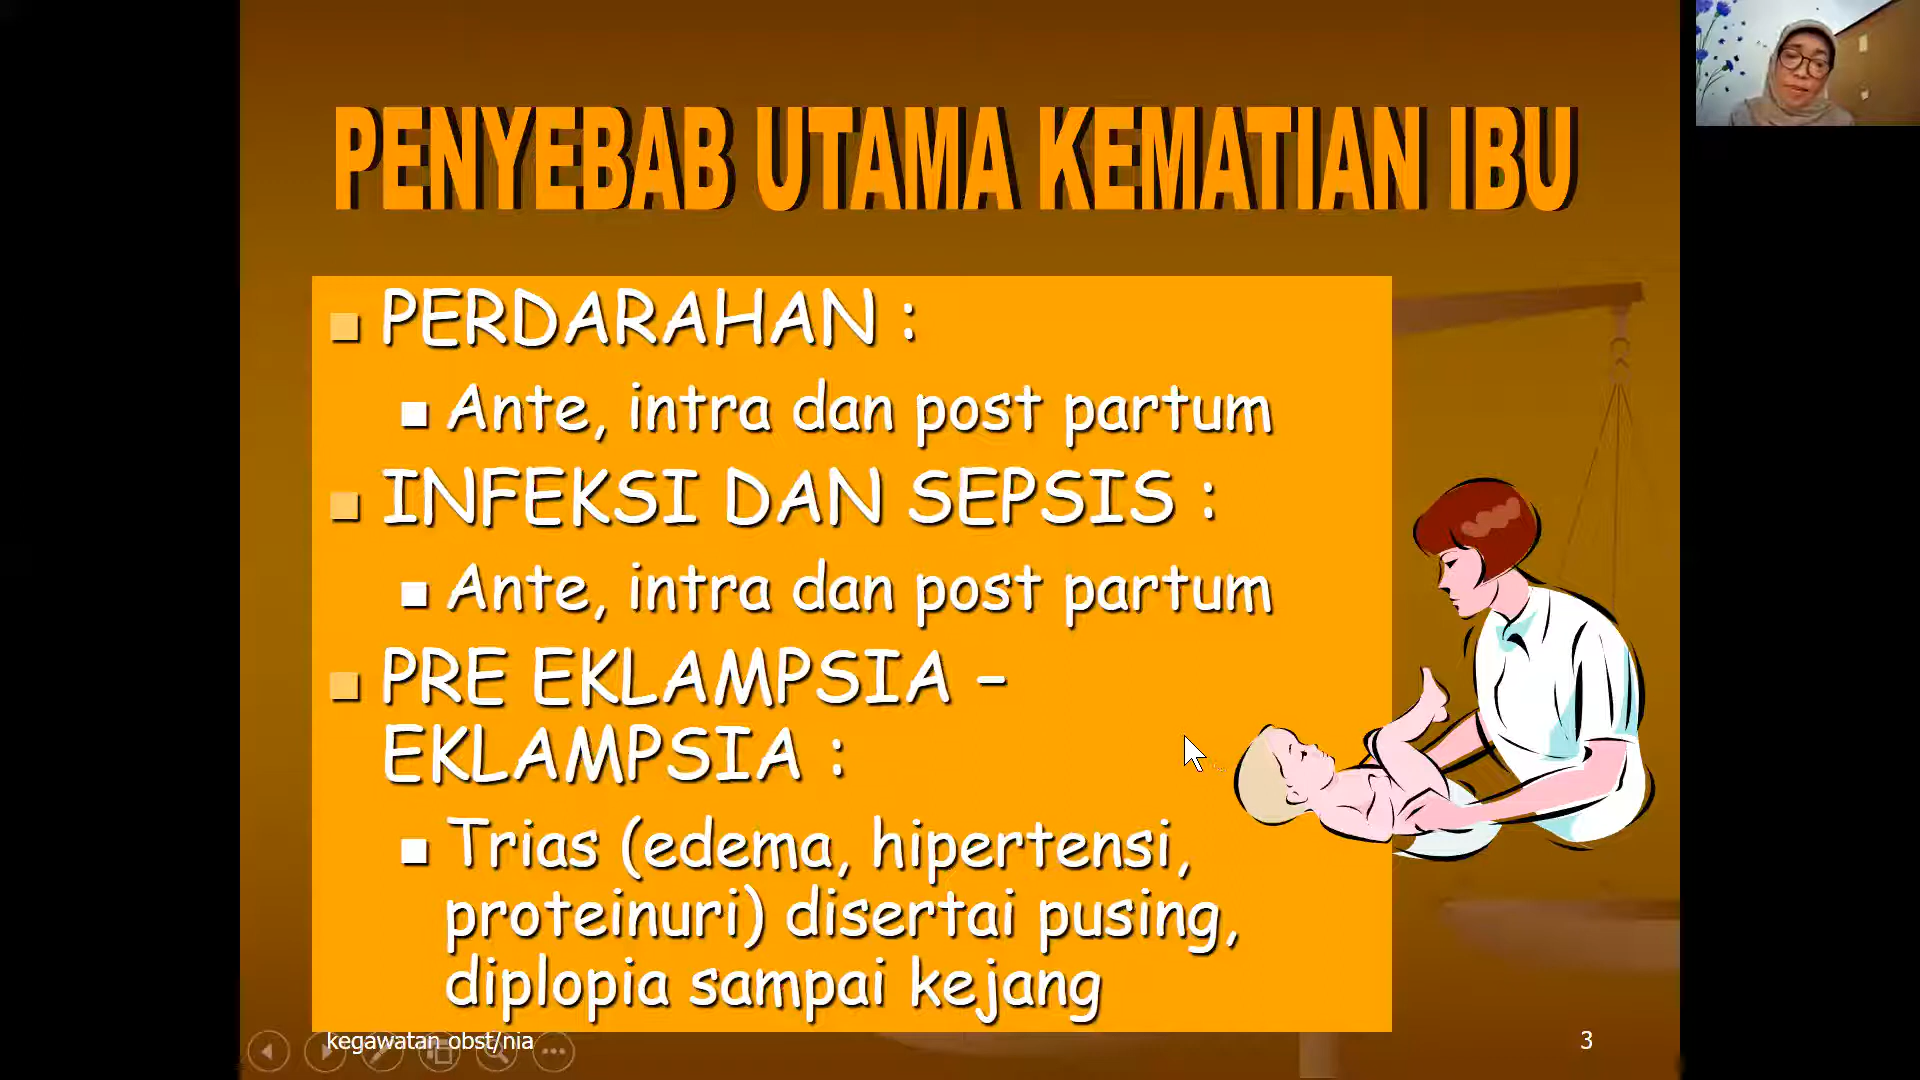 PENYEBAB UTAMA KEMATIAN IBU
PERDARAHAN :
Ante, intra dan post partum
INFEKSI DAN SEPSIS :
Ante, intra dan post partum
PRE EKLAMPSIA –
EKLAMPSIA :
Trias (edema, hipertensi,
proteinuri) disertai pusing,
diplopia sampai kejang
kegawatan obst/nia
3